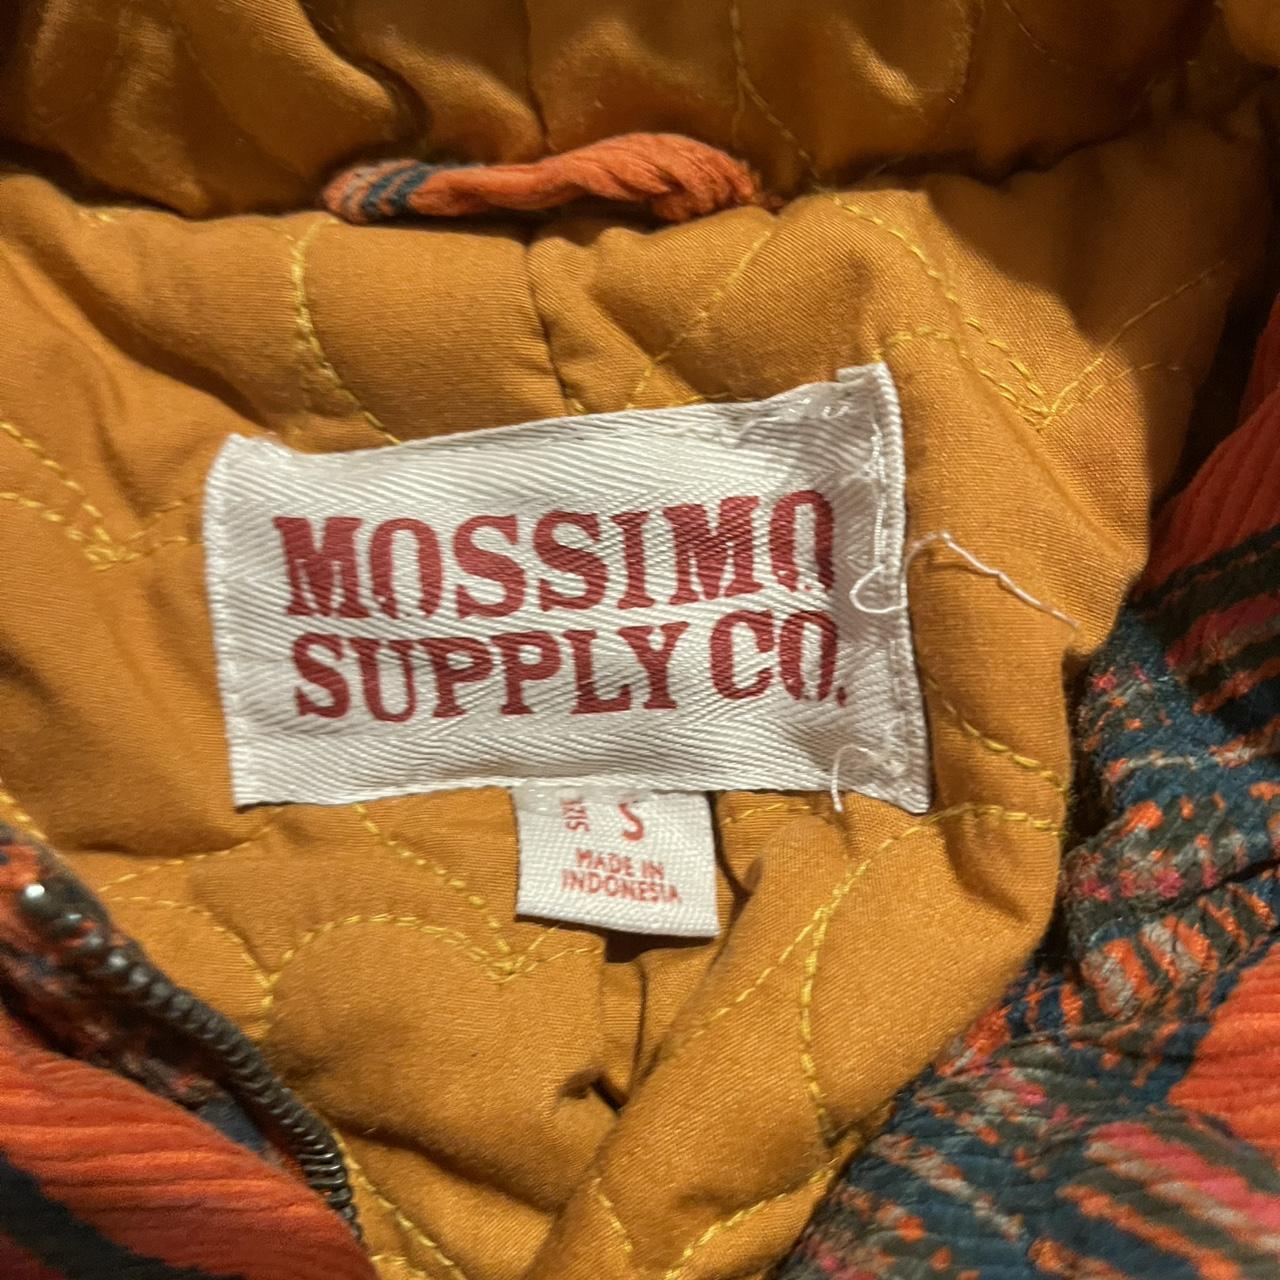 MOSSIMO
SUPPLY CO.
SIZE S
MADE IN
INDONESIA